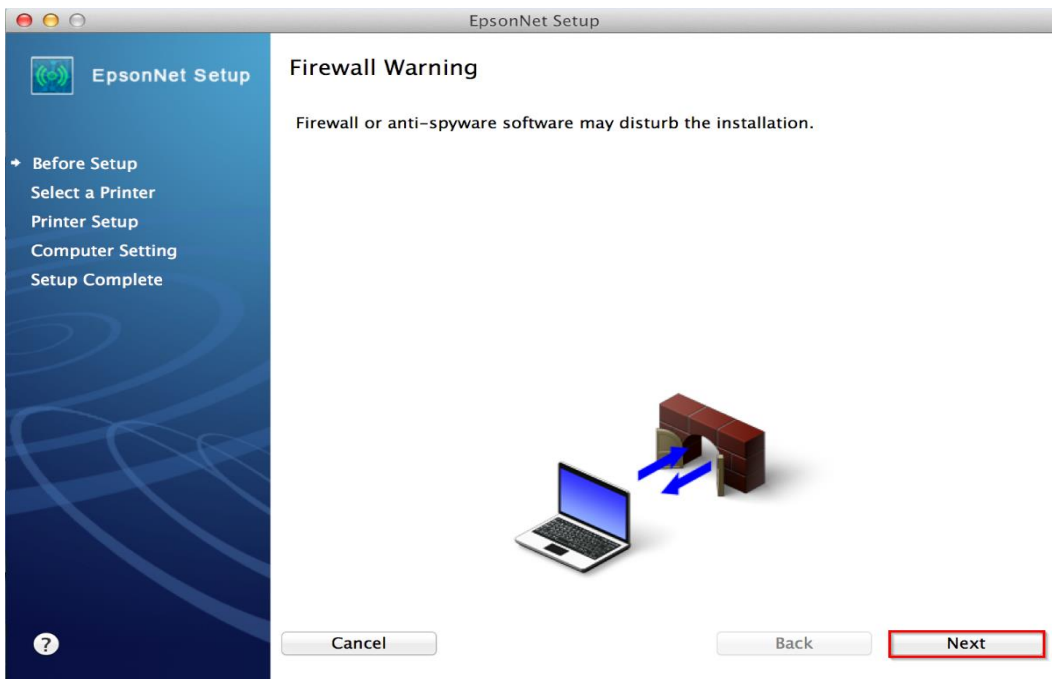 EpsonNet Setup
EpsonNet Setup
Before Setup
Select a Printer
Printer Setup
Computer Setting
Setup Complete
?
Firewall Warning
Firewall or anti-spyware software may disturb the installation.
Cancel
Back
Next